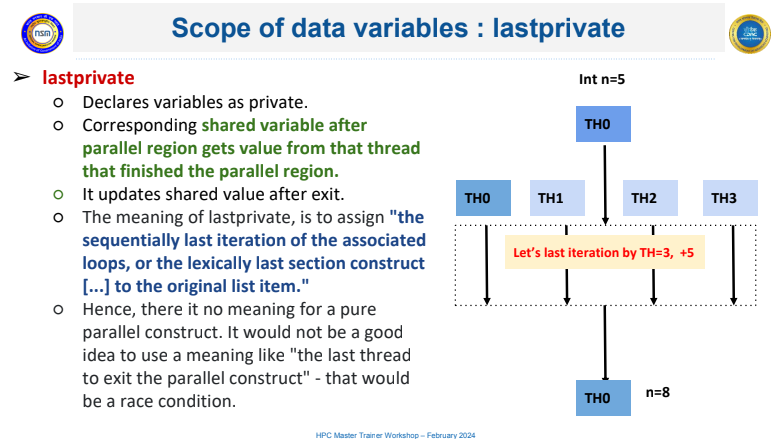 Scope of data variables : lastprivate
➢ lastprivate
○ Declares variables as private.
○ Corresponding shared variable after
parallel region gets value from that thread
that finished the parallel region.
○ It updates shared value after exit.
○ The meaning of lastprivate, is to assign "the
sequentially last iteration of the associated
loops, or the lexically last section construct
[...] to the original list item."
○ Hence, there it no meaning for a pure
parallel construct. It would not be a good
idea to use a meaning like "the last thread
to exit the parallel construct" - that would
be a race condition.
Int n=5
TH0
TH0
TH1
TH2
TH3
Let's last iteration by TH=3, +5
TH0
n=8
HPC Master Trainer Workshop – February 2024